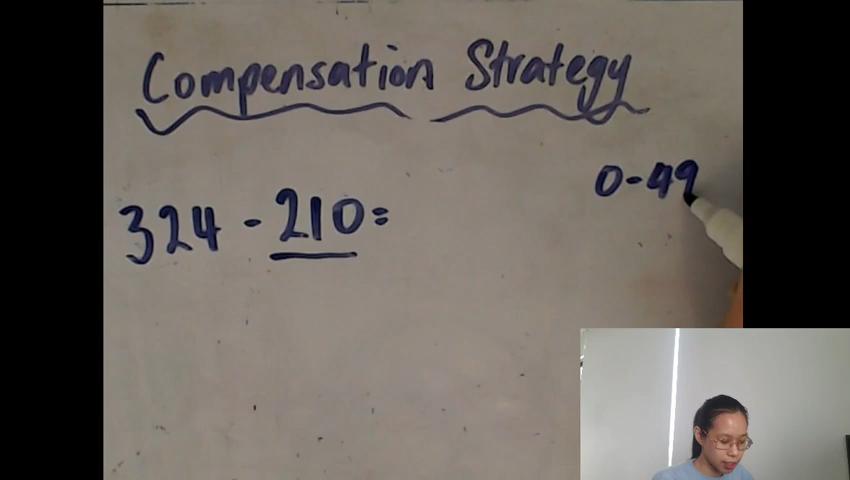 Compensation Strategy
0-49
324 - 210 =